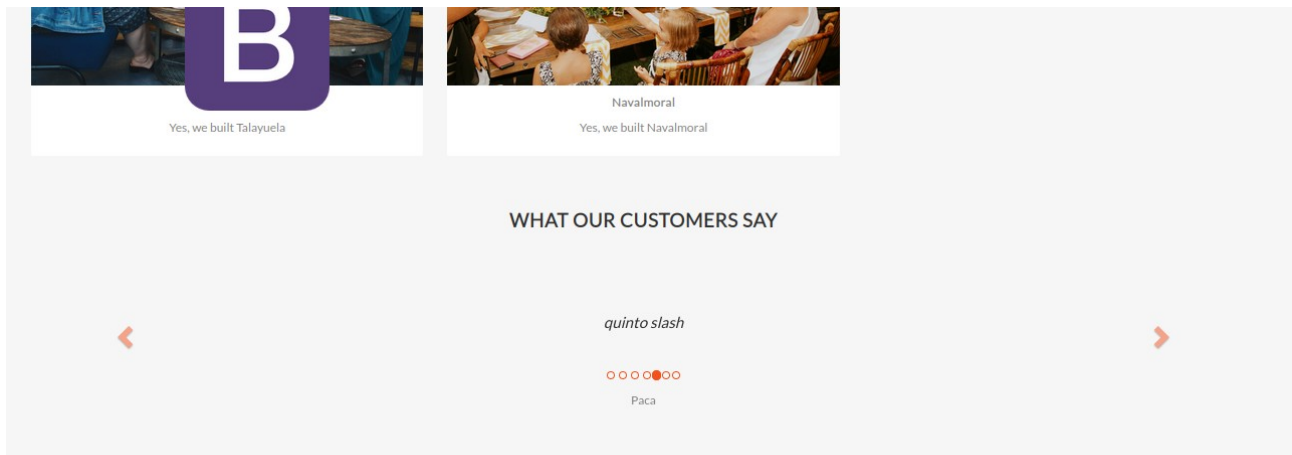 B
Navalmoral
Yes, we built Talayuela
Yes, we built Navalmoral
WHAT OUR CUSTOMERS SAY
quinto slash
Paca